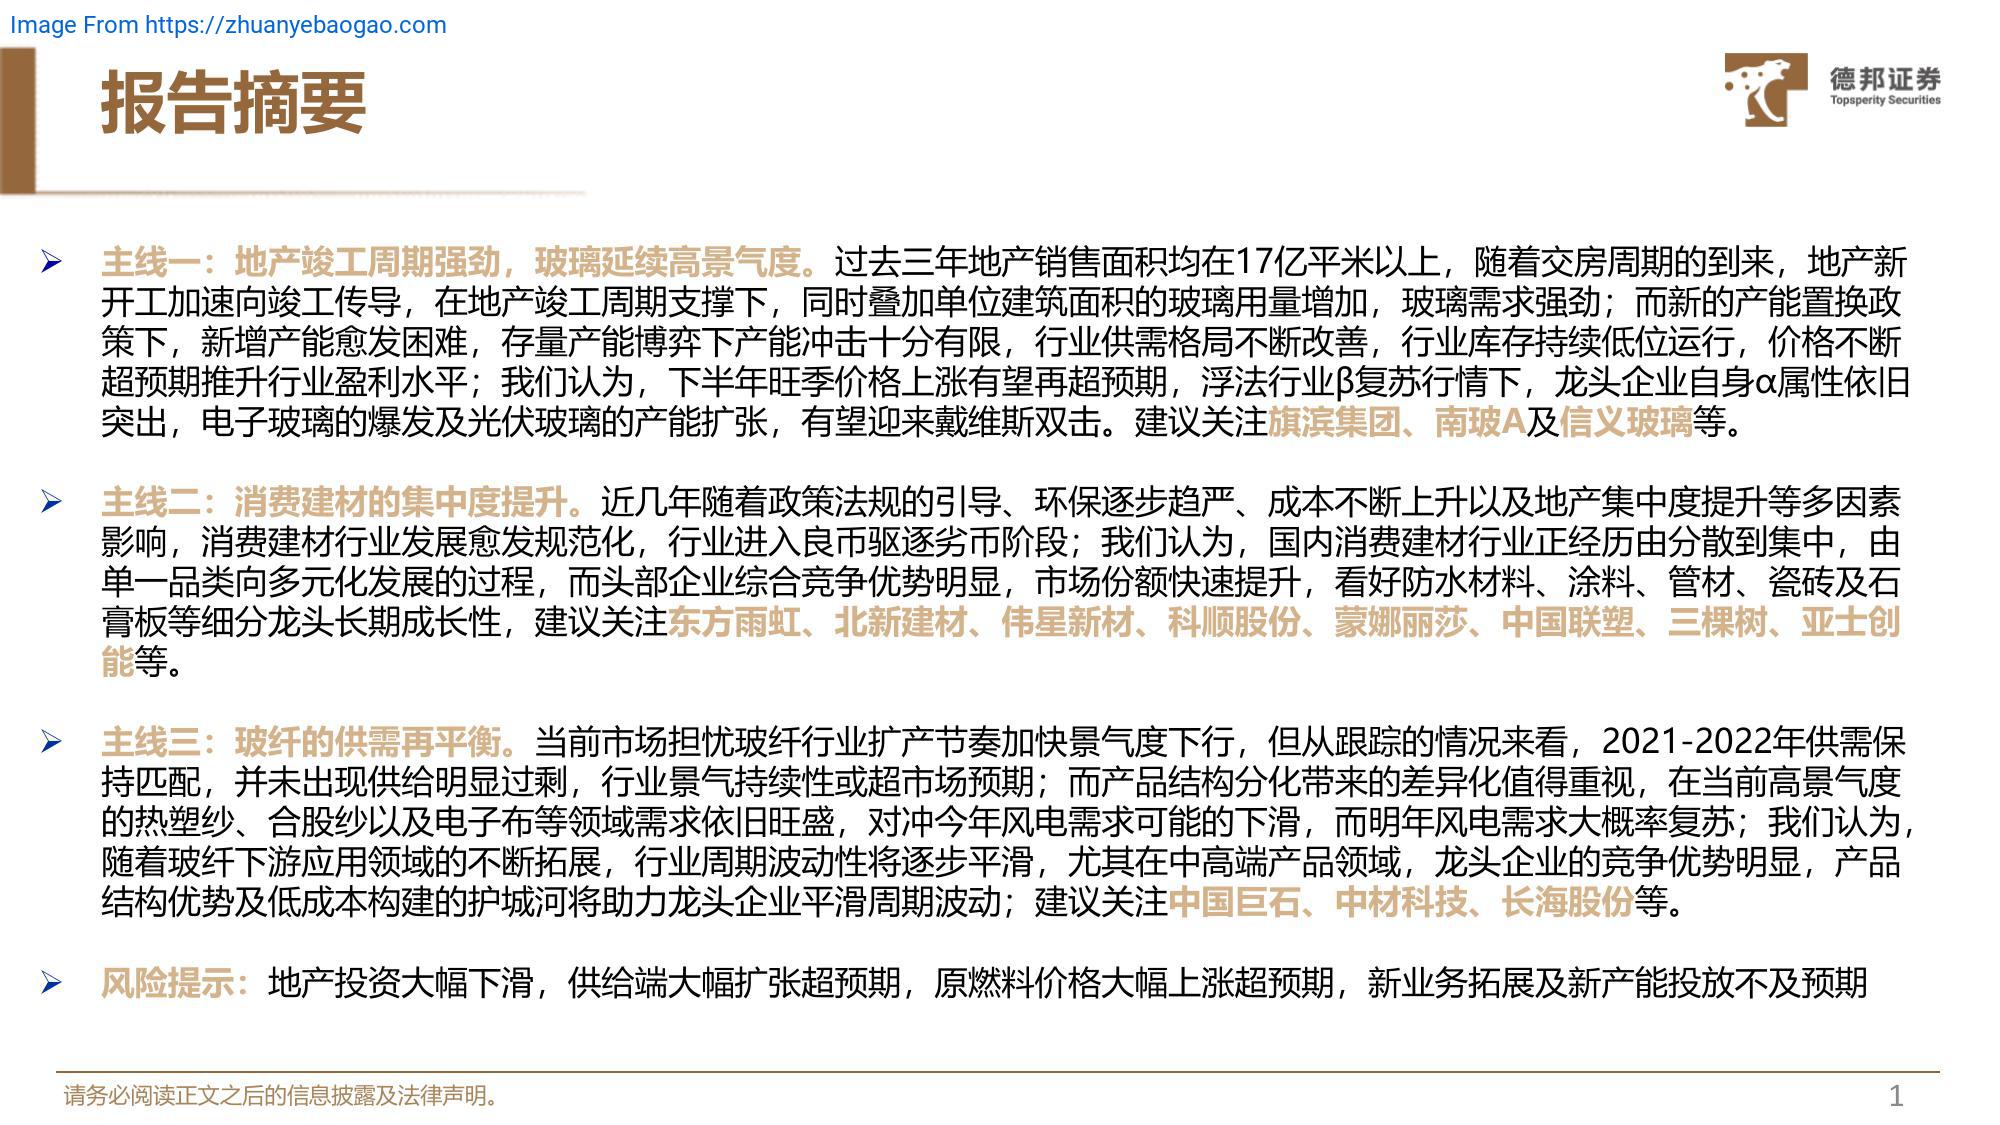 Image From https://zhuanyebaogao.com
报告摘要
德邦证券
Topsperity Securities
主线一：地产竣工周期强劲，玻璃延续高景气度。过去三年地产销售面积均在17亿平米以上，随着交房周期的到来，地产新
开工加速向竣工传导，在地产竣工周期支撑下，同时叠加单位建筑面积的玻璃用量增加，玻璃需求强劲；而新的产能置换政
策下，新增产能愈发困难，存量产能博弈下产能冲击十分有限，行业供需格局不断改善，行业库存持续低位运行，价格不断
超预期推升行业盈利水平；我们认为，下半年旺季价格上涨有望再超预期，浮法行业β复苏行情下，龙头企业自身α属性依旧
突出，电子玻璃的爆发及光伏玻璃的产能扩张，有望迎来戴维斯双击。建议关注旗滨集团、南玻A及信义玻璃等。
主线二：消费建材的集中度提升。近几年随着政策法规的引导、环保逐步趋严、成本不断上升以及地产集中度提升等多因素
影响，消费建材行业发展愈发规范化，行业进入良币驱逐劣币阶段；我们认为，国内消费建材行业正经历由分散到集中，由
单一品类向多元化发展的过程，而头部企业综合竞争优势明显，市场份额快速提升，看好防水材料、涂料、管材、瓷砖及石
膏板等细分龙头长期成长性，建议关注东方雨虹、北新建材、伟星新材、科顺股份、蒙娜丽莎、中国联塑、三棵树、亚士创
能等。
主线三：玻纤的供需再平衡。当前市场担忧玻纤行业扩产节奏加快景气度下行，但从跟踪的情况来看，2021-2022年供需保
持匹配，并未出现供给明显过剩，行业景气持续性或超市场预期；而产品结构分化带来的差异化值得重视，在当前高景气度
的热塑纱、合股纱以及电子布等领域需求依旧旺盛，对冲今年风电需求可能的下滑，而明年风电需求大概率复苏；我们认为，
随着玻纤下游应用领域的不断拓展，行业周期波动性将逐步平滑，尤其在中高端产品领域，龙头企业的竞争优势明显，产品
结构优势及低成本构建的护城河将助力龙头企业平滑周期波动；建议关注中国巨石、中材科技、长海股份等。
风险提示：地产投资大幅下滑，供给端大幅扩张超预期，原燃料价格大幅上涨超预期，新业务拓展及新产能投放不及预期
请务必阅读正文之后的信息披露及法律声明。
1